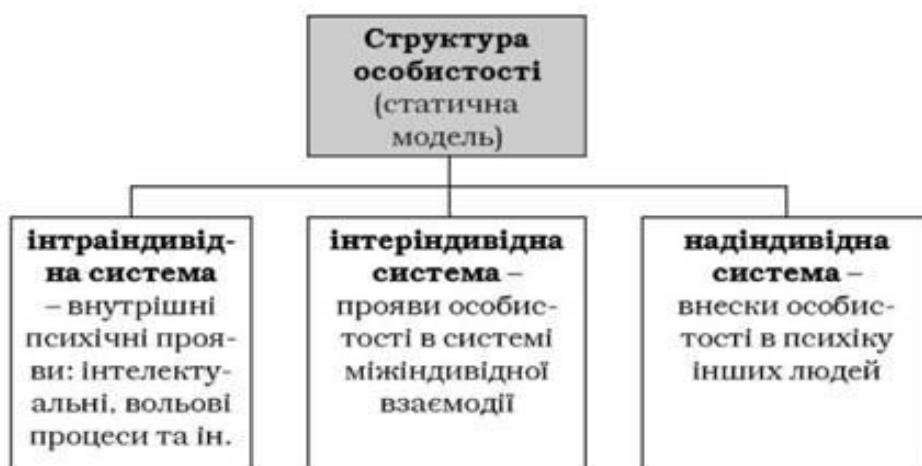 Структура
особистості
(статична
модель)
інтраіндивід-
на система
– внутрішні
психічні проя-
ви: інтелекту-
альні, вольові
процеси та ін.
інтеріндивідна
система –
прояви особис-
тості в системі
міжіндивідної
взаємодії
надіндивідна
система –
внески особис-
тості в психіку
інших людей